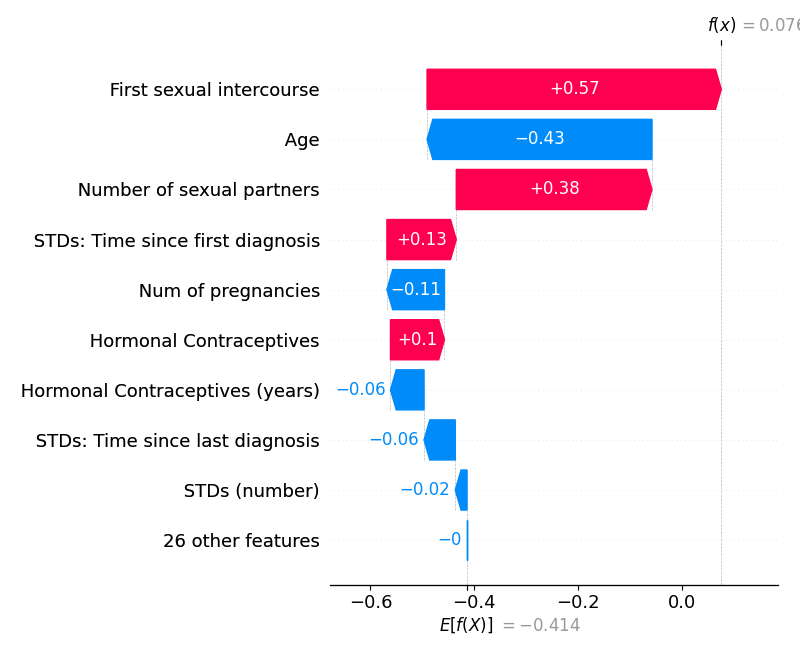 f(x) = 0.076
First sexual intercourse +0.57
Age −0.43
Number of sexual partners +0.38
STDs: Time since first diagnosis +0.13
Num of pregnancies −0.11
Hormonal Contraceptives +0.1
Hormonal Contraceptives (years) −0.06
STDs: Time since last diagnosis −0.06
STDs (number) −0.02
26 other features −0
−0.6 −0.4 −0.2 0.0
E[f(X)] = −0.414